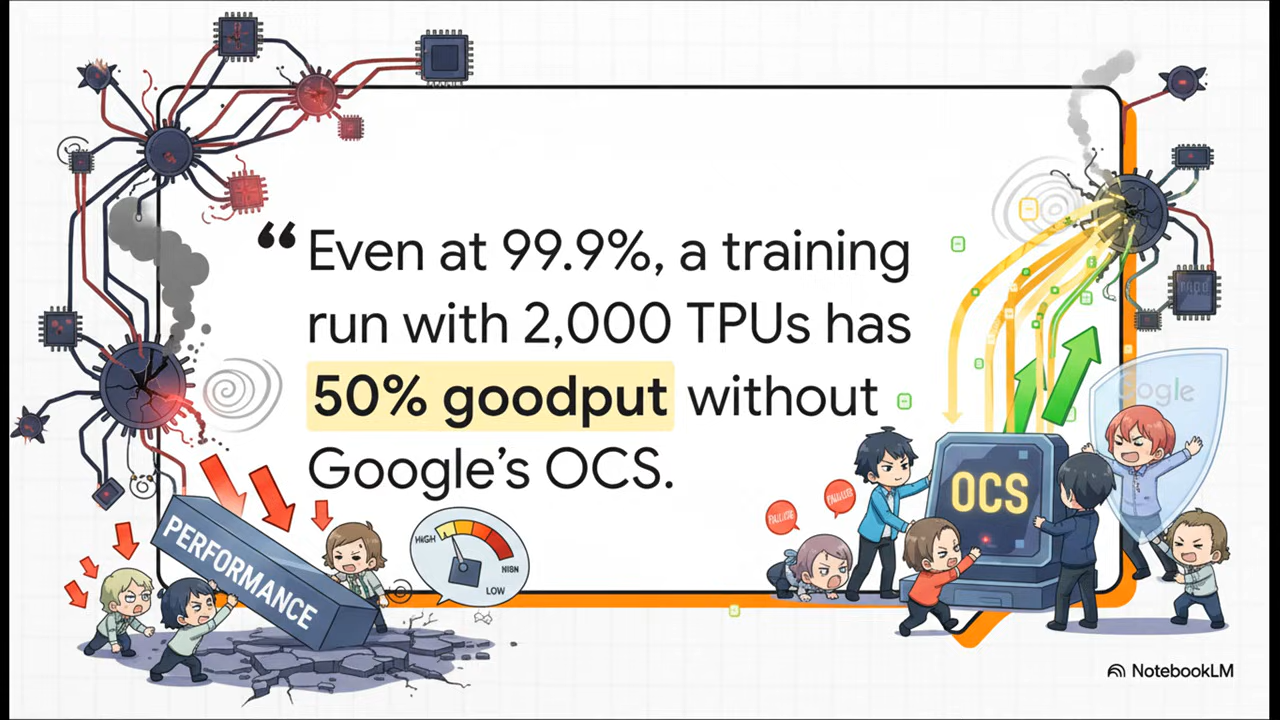 “Even at 99.9%, a training
run with 2,000 TPUs has
50% goodput without
Google’s OCS.
PERFORMANCE
HIGH
LOW
OCS
NotebookLM